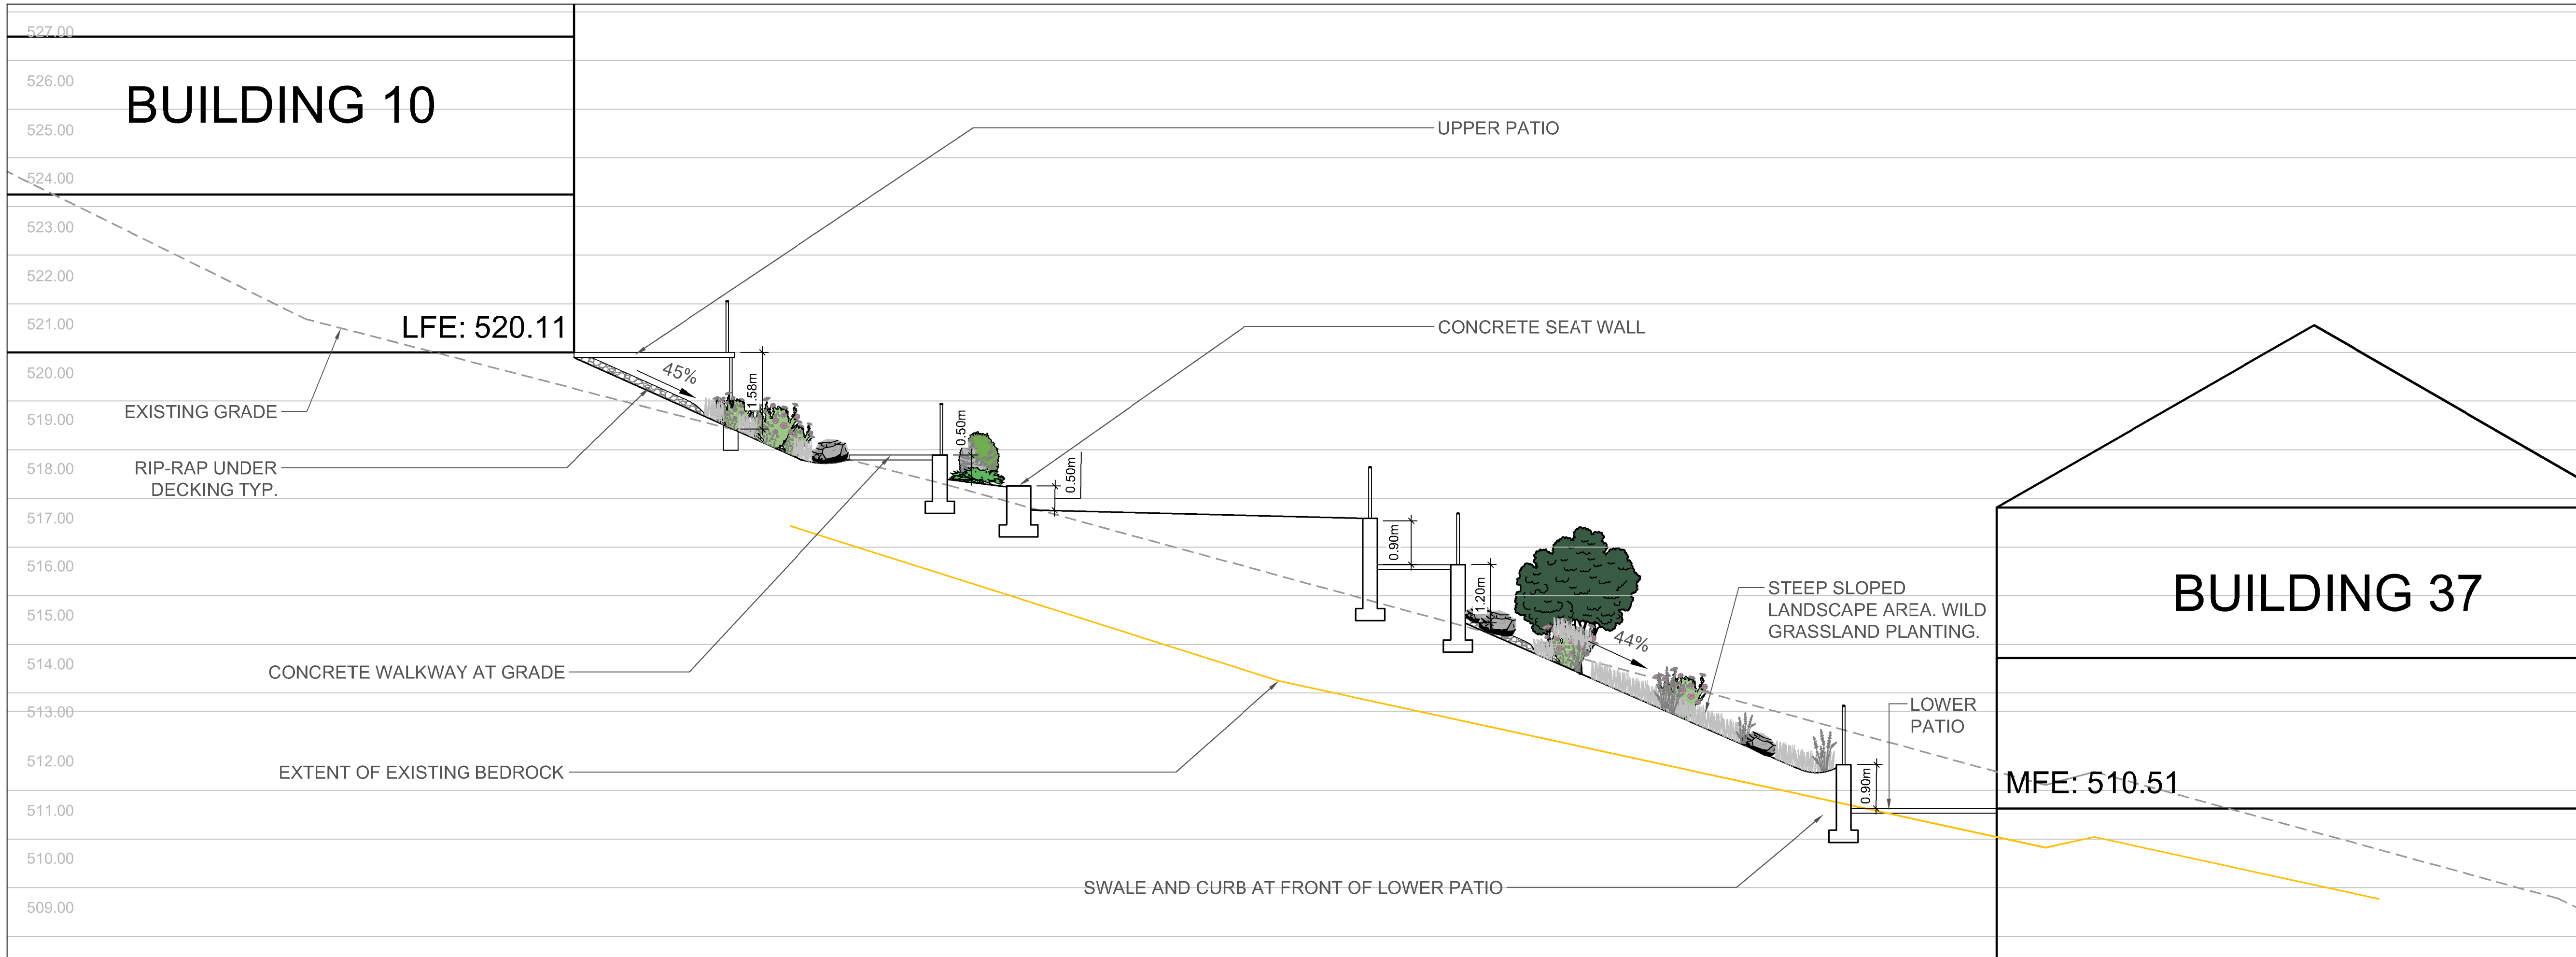 527.00
526.00
BUILDING 10
525.00
UPPER PATIO
524.00
523.00
522.00
521.00
LFE: 520.11
CONCRETE SEAT WALL
520.00
45%
1.58m
519.00
EXISTING GRADE
0.50m
518.00
RIP-RAP UNDER
DECKING TYP.
0.50m
517.00
0.90m
516.00
1.20m
STEEP SLOPED
LANDSCAPE AREA. WILD
GRASSLAND PLANTING.
BUILDING 37
515.00
44%
514.00
CONCRETE WALKWAY AT GRADE
513.00
LOWER
PATIO
512.00
EXTENT OF EXISTING BEDROCK
0.90m
MFE: 510.51
511.00
510.00
SWALE AND CURB AT FRONT OF LOWER PATIO
509.00